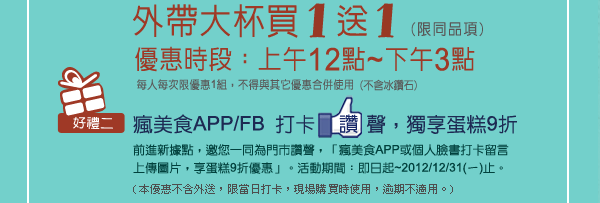 外帶大杯買1送1 (限同品項)
優惠時段：上午12點~下午3點
每人每次限優惠1組，不得與其它優惠合併使用 (不含冰鑽石)
好禮二
瘋美食APP/FB 打卡 讚 聲，獨享蛋糕9折
前進新據點，邀您一同為門市讚聲，「瘋美食APP或個人臉書打卡留言
上傳圖片，享蛋糕9折優惠」。活動期間：即日起~2012/12/31(一)止。
(本優惠不含外送，限當日打卡，現場購買時使用，逾期不適用。)